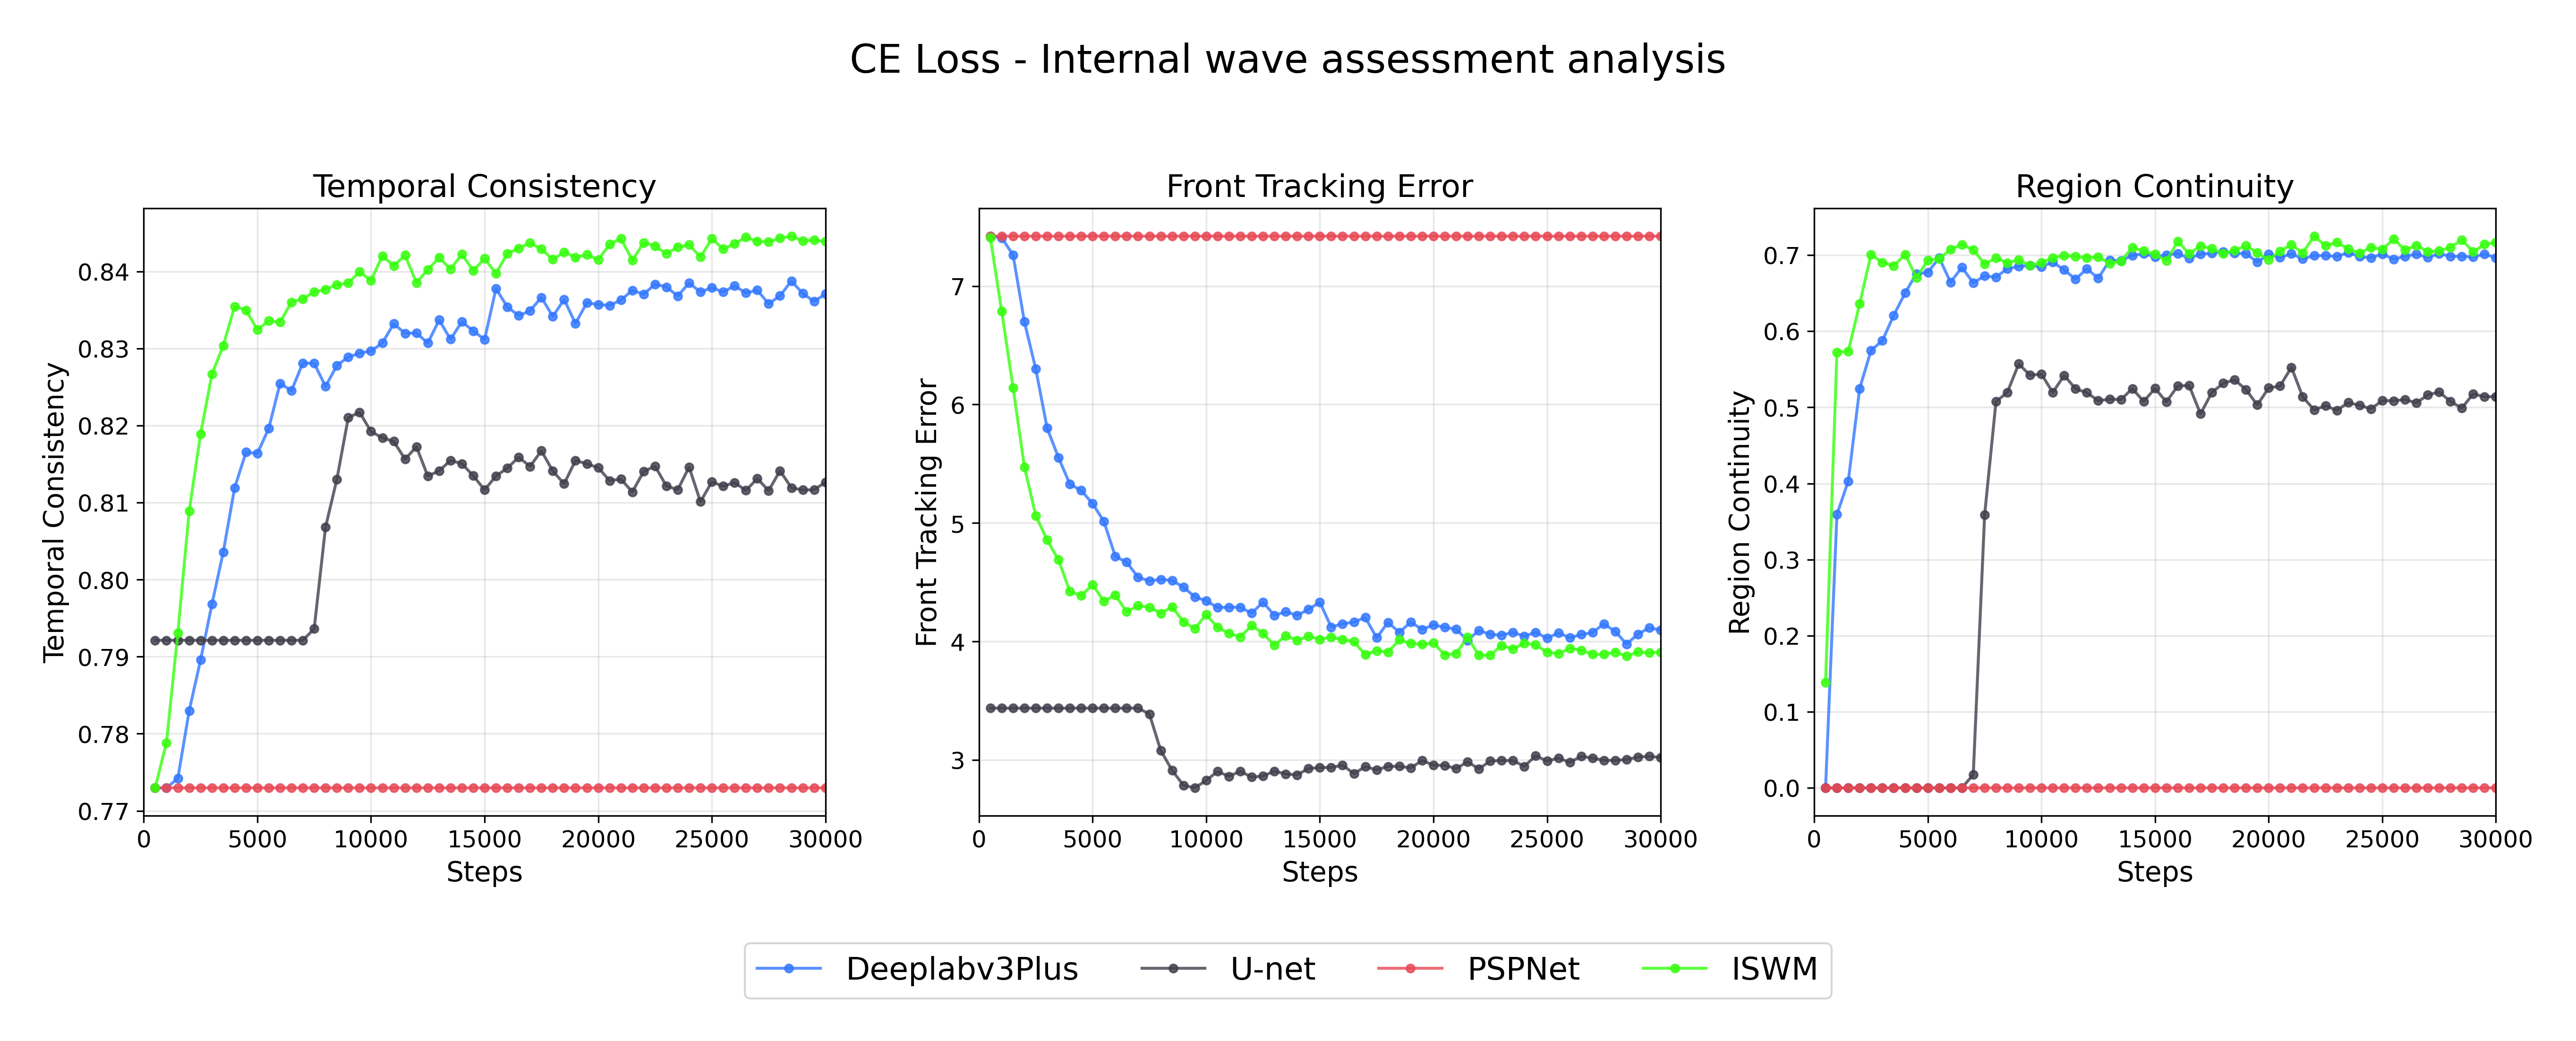 CE Loss - Internal wave assessment analysis
Temporal Consistency
Temporal Consistency
0.84
0.83
0.82
0.81
0.80
0.79
0.78
0.77
0 5000 10000 15000 20000 25000 30000
Steps
Front Tracking Error
Front Tracking Error
7
6
5
4
3
0 5000 10000 15000 20000 25000 30000
Steps
Region Continuity
Region Continuity
0.7
0.6
0.5
0.4
0.3
0.2
0.1
0.0
0 5000 10000 15000 20000 25000 30000
Steps
Deeplabv3Plus U-net PSPNet ISWM